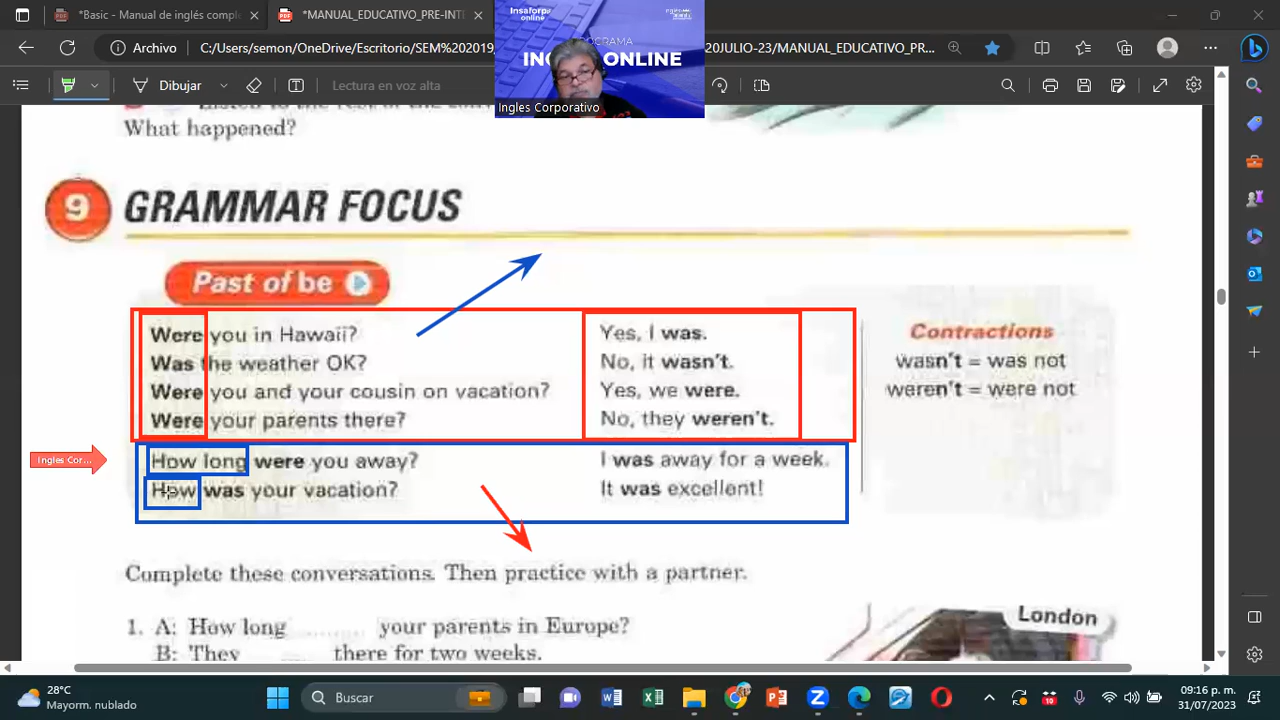 *Basic - Manual de inglés comple
*MANUAL_EDUCATIVO_PRE-INTE
Archivo
C:/Users/semon/OneDrive/Escritorio/SEM%202019/
20JULIO-23/MANUAL_EDUCATIVO_PR...
Dibujar
Lectura en voz alta
Insaforp
online
PROGRAMA
ONLINE
Ingles Corporativo
What happened?
9 GRAMMAR FOCUS
Past of be
Were you in Hawaii? Yes, I was.
Was the weather OK? No, it wasn't.
Were you and your cousin on vacation? Yes, we were.
Were your parents there? No, they weren't.
How long were you away? I was away for a week.
How was your vacation? It was excellent!
Contractions
wasn't = was not
weren't = were not
Ingles Cor...
Complete these conversations. Then practice with a partner.
1. A: How long ........ your parents in Europe?
B: They ........ there for two weeks.
London
28°C
Mayorm. nublado
Buscar
10
09:16 p. m.
31/07/2023